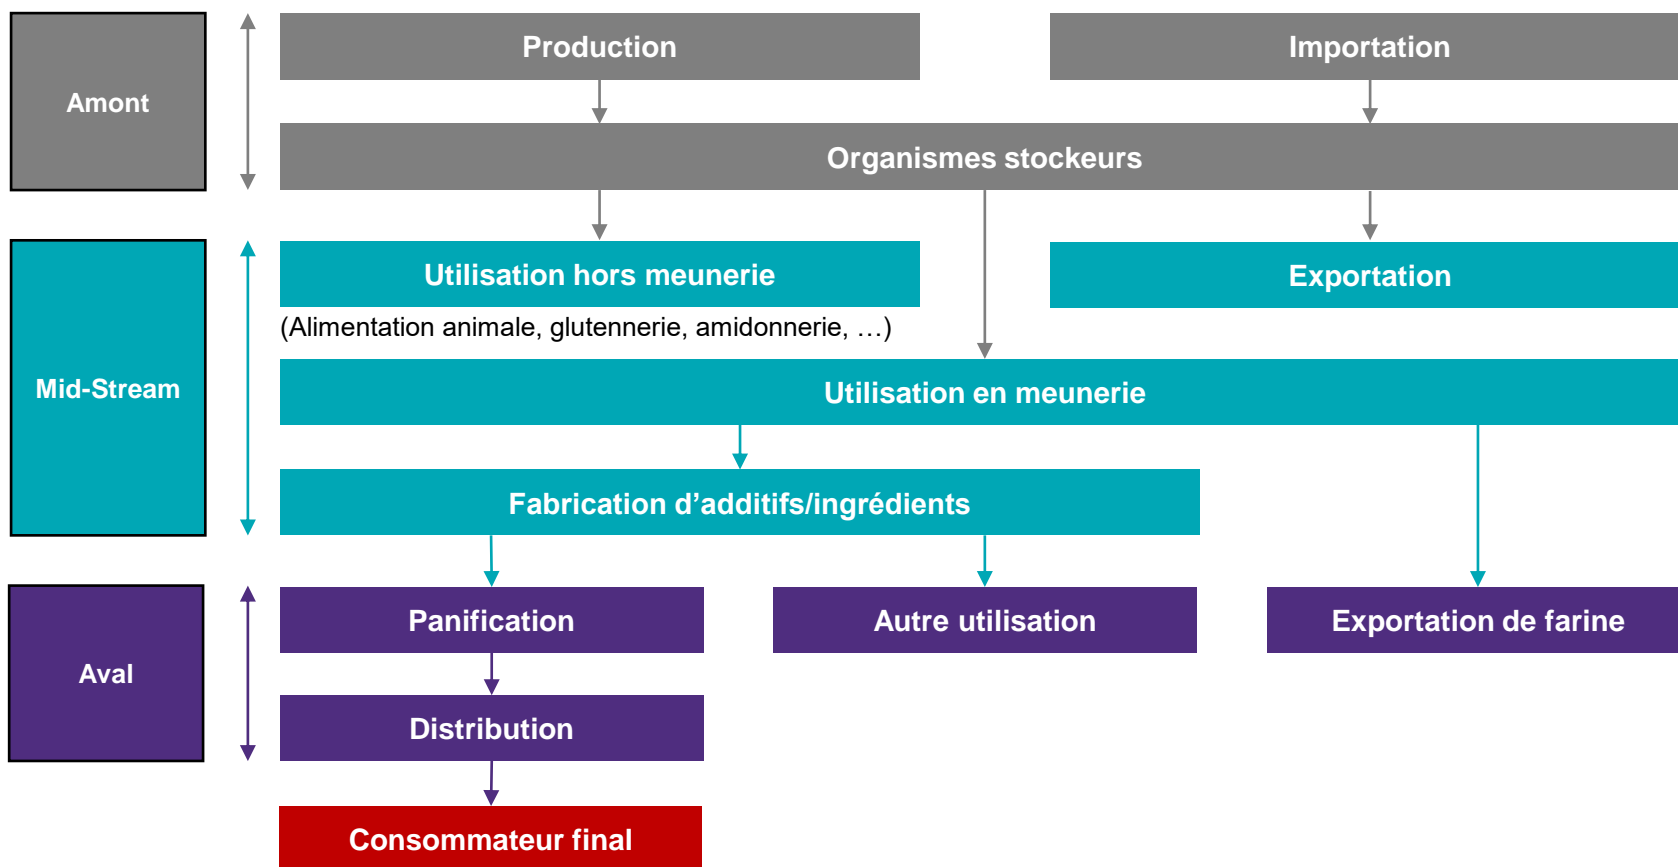 Amont
Production
Importation
Organismes stockeurs
Mid-Stream
Utilisation hors meunerie
Exportation
(Alimentation animale, glutennerie, amidonnerie, …)
Utilisation en meunerie
Fabrication d’additifs/ingrédients
Aval
Panification
Autre utilisation
Exportation de farine
Distribution
Consommateur final